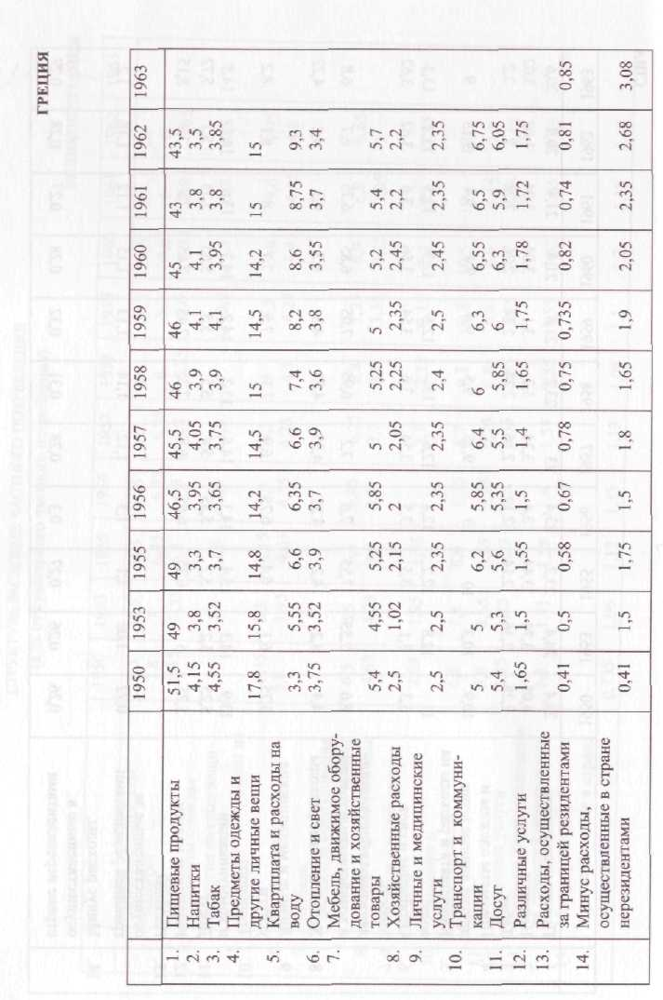 ГРЕЦИЯ
1950 1953 1955 1956 1957 1958 1959 1960 1961 1962 1963
1. Пищевые продукты 51,5 49 49 46,5 45,5 46 46 45 43 43,5
2. Напитки 4,15 3,8 3,3 3,95 4,05 3,9 4,1 4,1 3,8 3,5
3. Табак 4,55 3,52 3,7 3,65 3,75 3,9 4,1 3,95 3,8 3,85
4. Предметы одежды и
другие личные вещи 17,8 15,8 14,8 14,2 14,5 15 14,5 14,2 15 15
5. Квартплата и расходы на
воду 3,3 5,55 6,6 6,35 6,6 7,4 8,2 8,6 8,75 9,3
6. Отопление и свет 3,75 3,52 3,9 3,7 3,9 3,6 3,8 3,55 3,7 3,4
7. Мебель, движимое обору-
дование и хозяйственные
товары 5,4 4,55 5,25 5,85 5 5,25 5 5,2 5,4 5,7
8. Хозяйственные расходы 2,5 1,02 2,15 2 2,05 2,25 2,35 2,45 2,2 2,2
9. Личные и медицинские
услуги 2,5 2,5 2,35 2,35 2,35 2,4 2,5 2,45 2,35 2,35
10. Транспорт и коммуни-
кации 5 5 6,2 5,85 6,4 6 6,3 6,55 6,5 6,75
11. Досуг 5,4 5,3 5,6 5,35 5,5 5,85 6 6,3 5,9 6,05
12. Различные услуги 1,65 1,5 1,55 1,5 1,4 1,65 1,75 1,78 1,72 1,75
13. Расходы, осуществленные
за границей резидентами 0,41 0,5 0,58 0,67 0,78 0,75 0,735 0,82 0,74 0,81 0,85
14. Минус расходы,
осуществленные в стране
нерезидентами 0,41 1,5 1,75 1,5 1,8 1,65 1,9 2,05 2,35 2,68 3,08